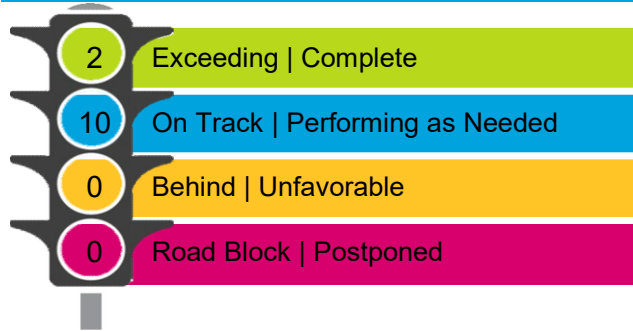 2 Exceeding | Complete
10 On Track | Performing as Needed
0 Behind | Unfavorable
0 Road Block | Postponed